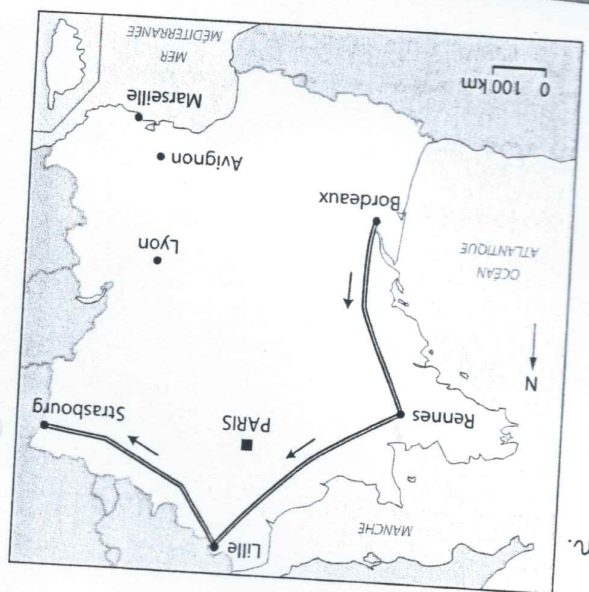 n.
MANCHE
Lille
Rennes
PARIS
Strasbourg
N
OCÉAN
ATLANTIQUE
Bordeaux
Lyon
Avignon
Marseille
0 100 km
MER
MÉDITERRANÉE